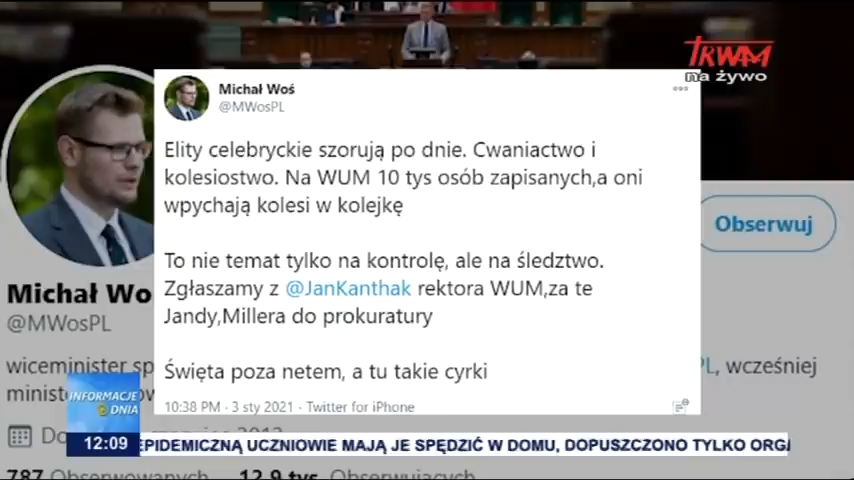 TRWAM
na żywo
Michał Woś
@MWosPL
Elity celebryckie szorują po dnie. Cwaniactwo i
kolesiostwo. Na WUM 10 tys osób zapisanych,a oni
wpychają kolesi w kolejkę
To nie temat tylko na kontrolę, ale na śledztwo.
Zgłaszamy z @JanKanthak rektora WUM,za te
Jandy,Millera do prokuratury
Święta poza netem, a tu takie cyrki
10:38 PM · 3 sty 2021 · Twitter for iPhone
Obserwuj
Michał Wo
@MWosPL
wiceminister sp
PL, wcześniej
minist
INFORMACJE
DNIA
12:09
EPIDEMICZNĄ UCZNIOWIE MAJĄ JE SPĘDZIĆ W DOMU, DOPUSZCZONO TYLKO ORGA
787 Obserwowanych 12,9 tys. Obserwujących